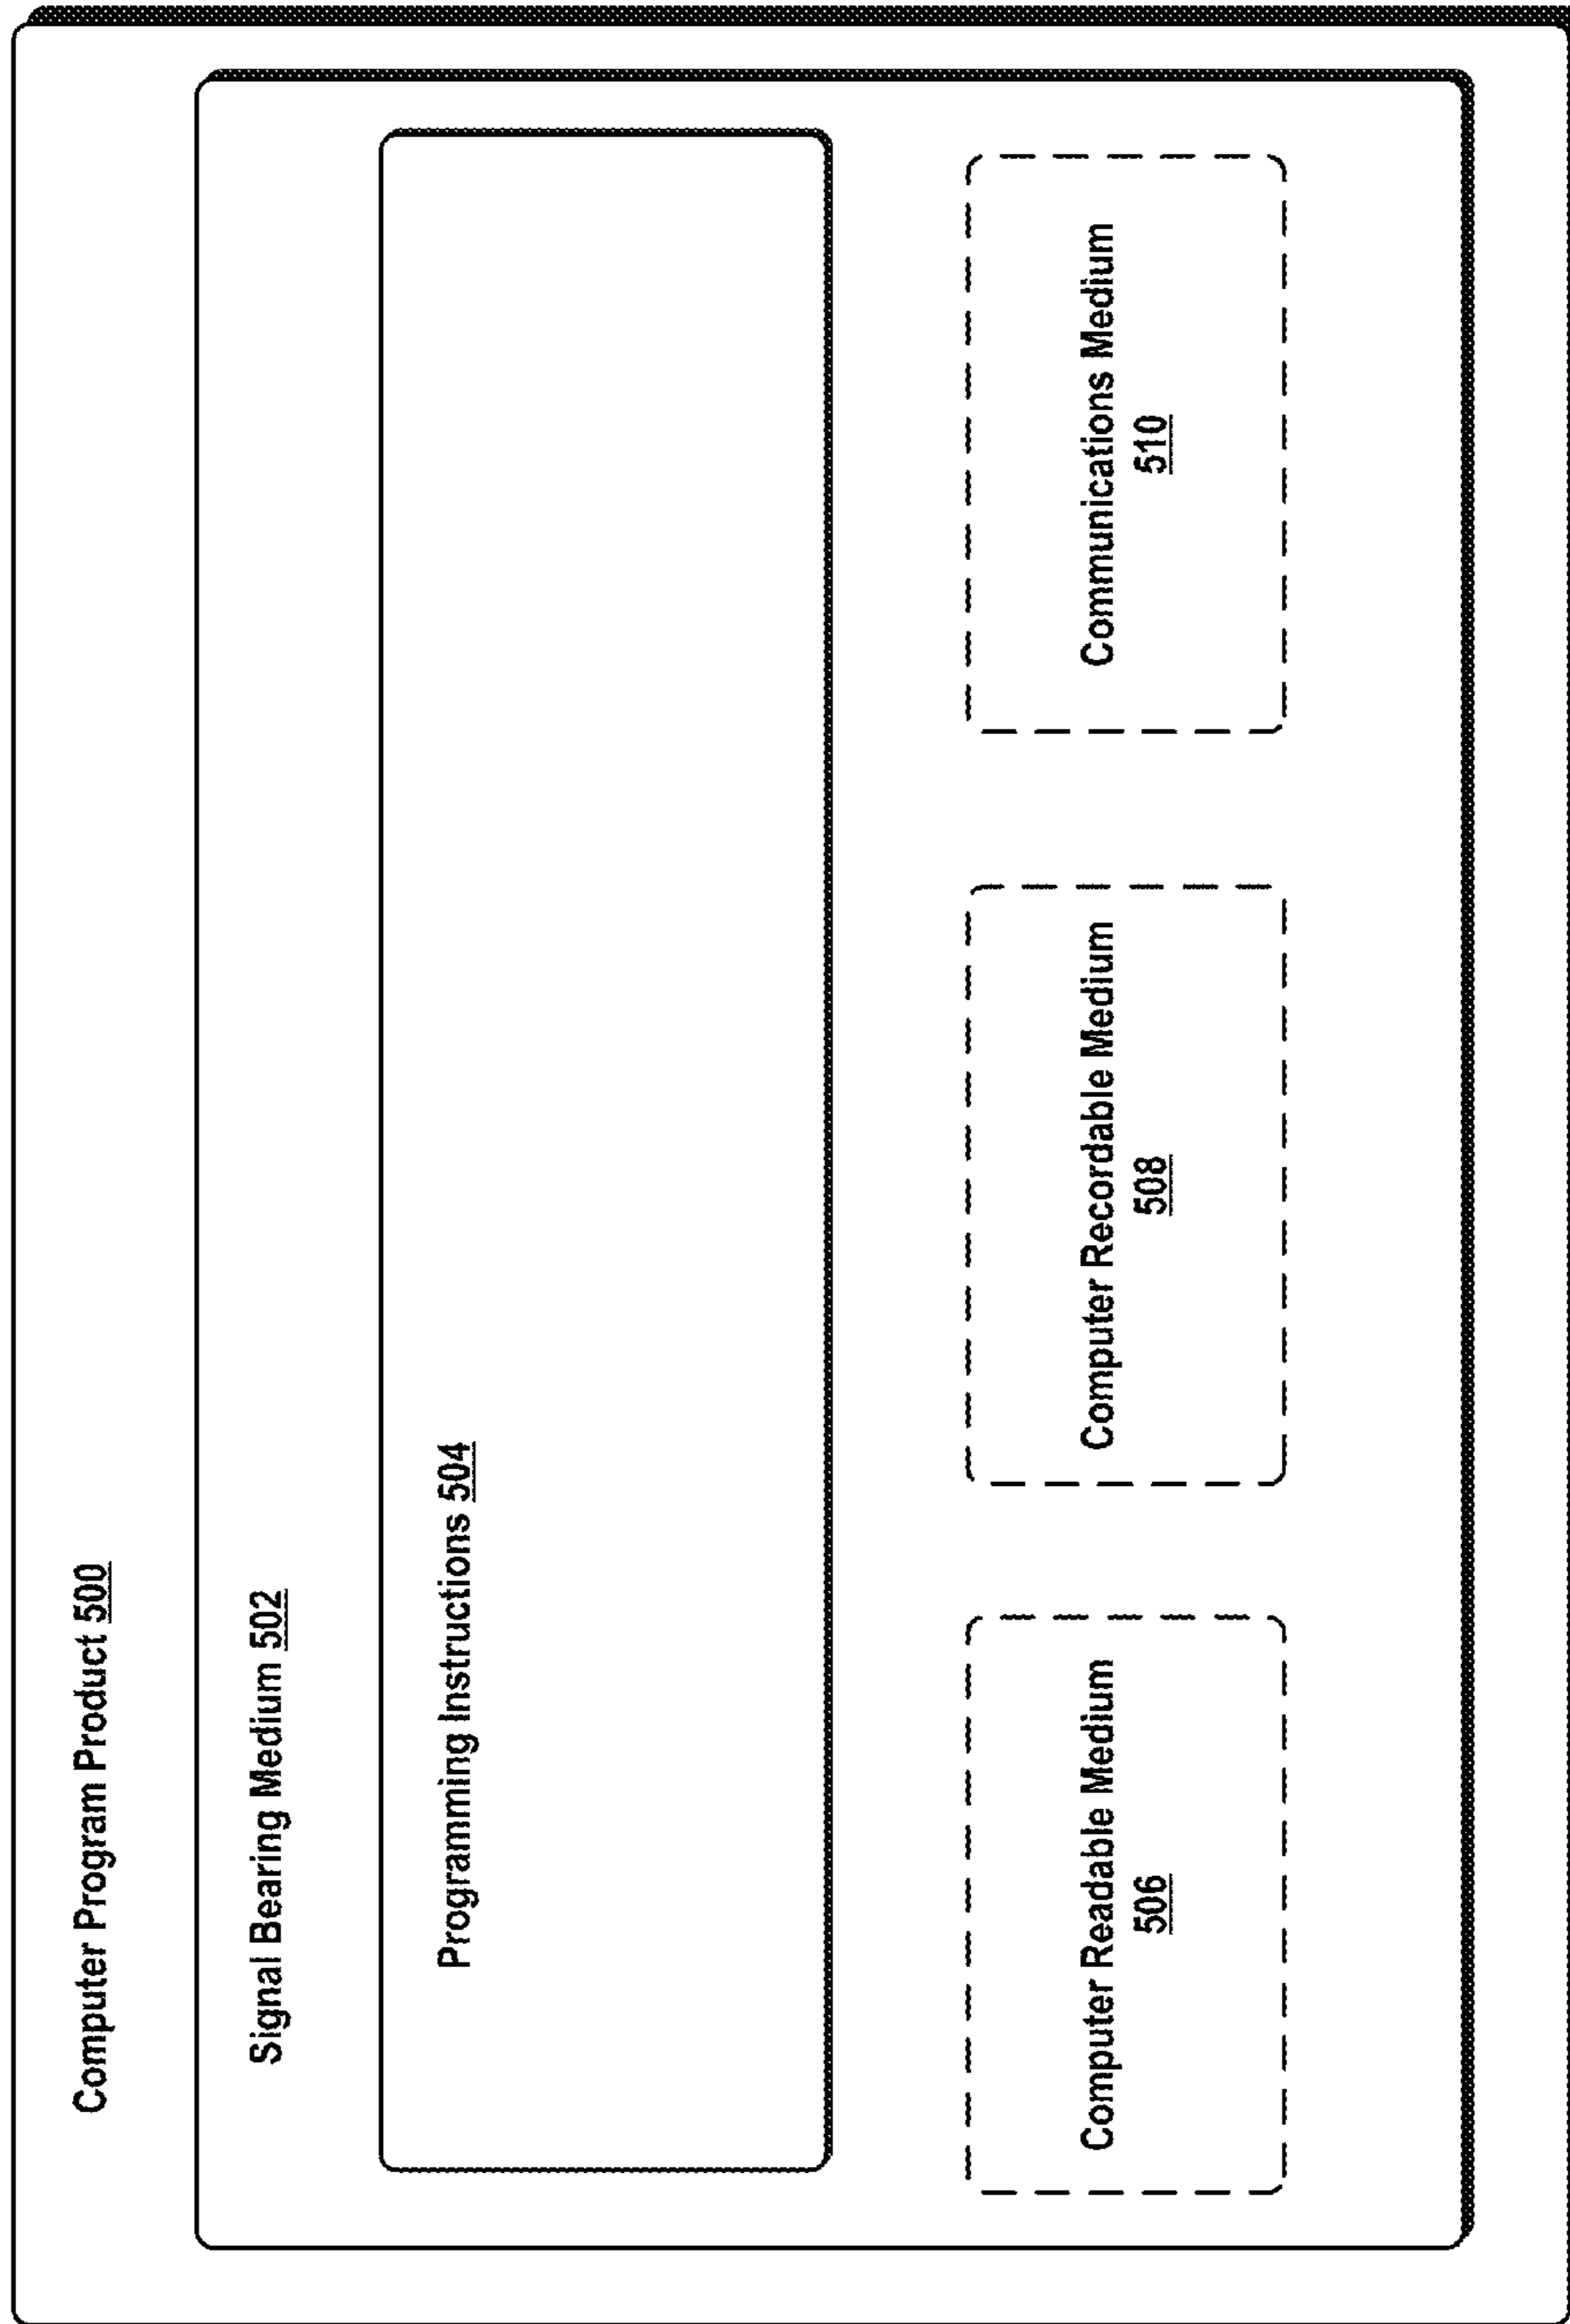 Computer Program Product 500
Signal Bearing Medium 502
Programming Instructions 504
Computer Readable Medium
506
Computer Recordable Medium
508
Communications Medium
510